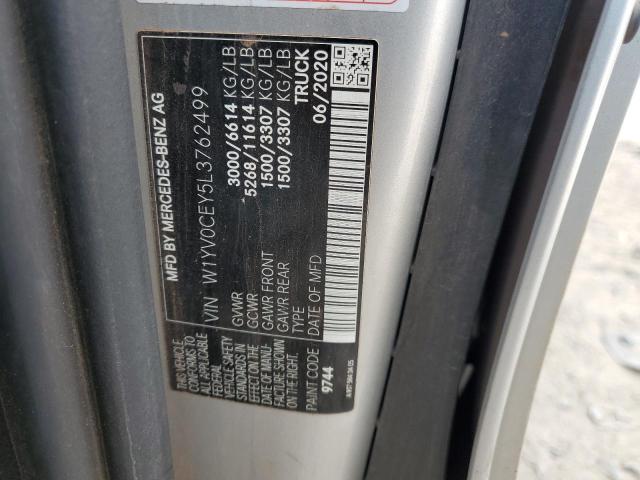 MFD BY MERCEDES-BENZ AG
VIN W1YV0CEY5L3762499
GVWR 3000/6614 KG/LB
GCWR 5268/11614 KG/LB
GAWR FRONT 1500/3307 KG/LB
GAWR REAR 1500/3307 KG/LB
TYPE TRUCK
DATE OF MFD 06/2020
THIS VEHICLE
CONFORMS TO
ALL APPLICABLE
FEDERAL
VEHICLE SAFETY
STANDARDS IN
EFFECT ON THE
DATE OF MANU-
FACTURE SHOWN
ON THE RIGHT.
PAINT CODE
9744